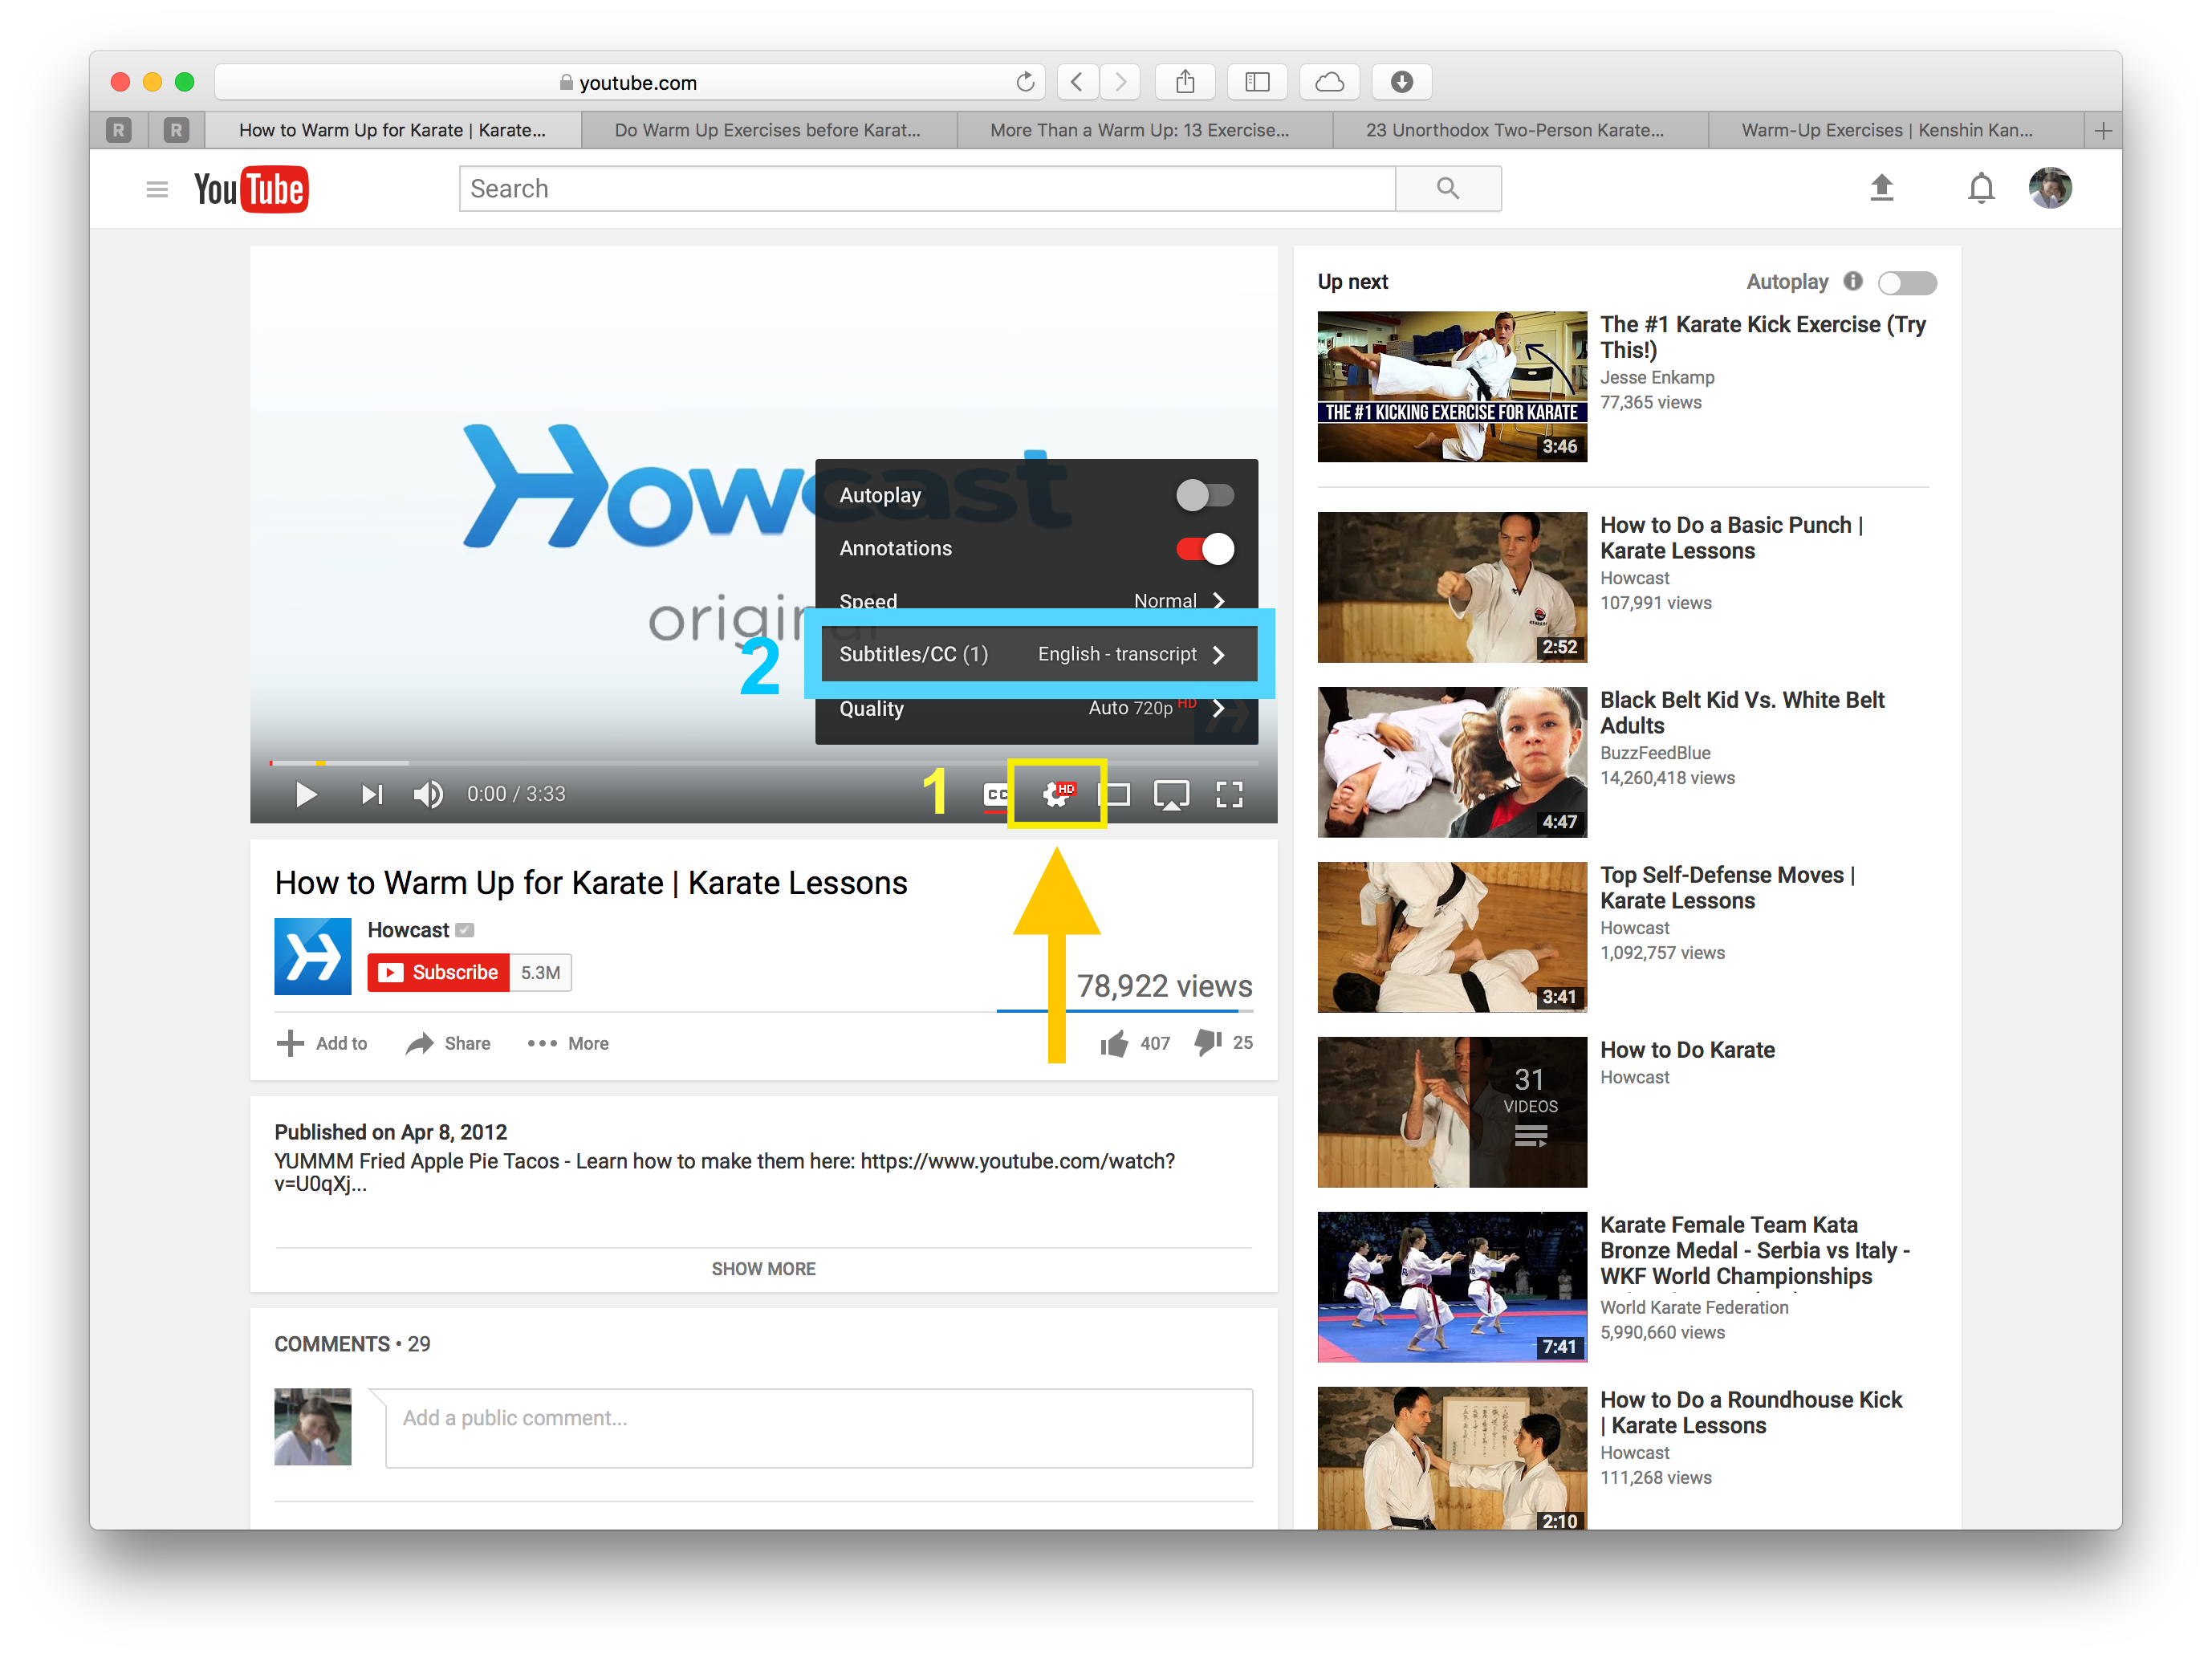 youtube.com
R
R
How to Warm Up for Karate | Karate...
Do Warm Up Exercises before Karat...
More Than a Warm Up: 13 Exercise...
23 Unorthodox Two-Person Karate...
Warm-Up Exercises | Kenshin Kan...
YouTube
Search
Howcast
original
Autoplay
Annotations
Speed Normal
2
Subtitles/CC (1) English - transcript
Quality Auto 720p HD
0:00 / 3:33
1
CC
HD
How to Warm Up for Karate | Karate Lessons
Howcast
Subscribe 5.3M
78,922 views
Add to
Share
More
407
25
Published on Apr 8, 2012
YUMMM Fried Apple Pie Tacos - Learn how to make them here: https://www.youtube.com/watch?
v=U0qXj...
SHOW MORE
COMMENTS • 29
Add a public comment...
Up next
Autoplay
THE #1 KICKING EXERCISE FOR KARATE
3:46
The #1 Karate Kick Exercise (Try
This!)
Jesse Enkamp
77,365 views
2:52
How to Do a Basic Punch |
Karate Lessons
Howcast
107,991 views
4:47
Black Belt Kid Vs. White Belt
Adults
BuzzFeedBlue
14,260,418 views
3:41
Top Self-Defense Moves |
Karate Lessons
Howcast
1,092,757 views
31
VIDEOS
How to Do Karate
Howcast
7:41
Karate Female Team Kata
Bronze Medal - Serbia vs Italy -
WKF World Championships
World Karate Federation
5,990,660 views
2:10
How to Do a Roundhouse Kick
| Karate Lessons
Howcast
111,268 views